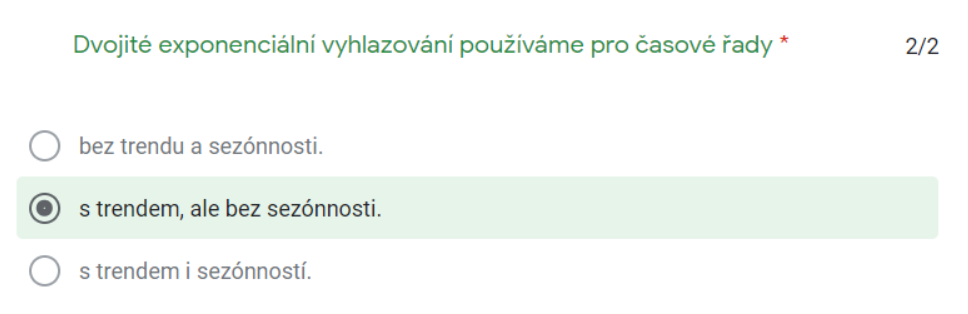 Dvojité exponenciální vyhlazování používáme pro časové řady * 2/2
bez trendu a sezónnosti.
s trendem, ale bez sezónnosti.
s trendem i sezónností.